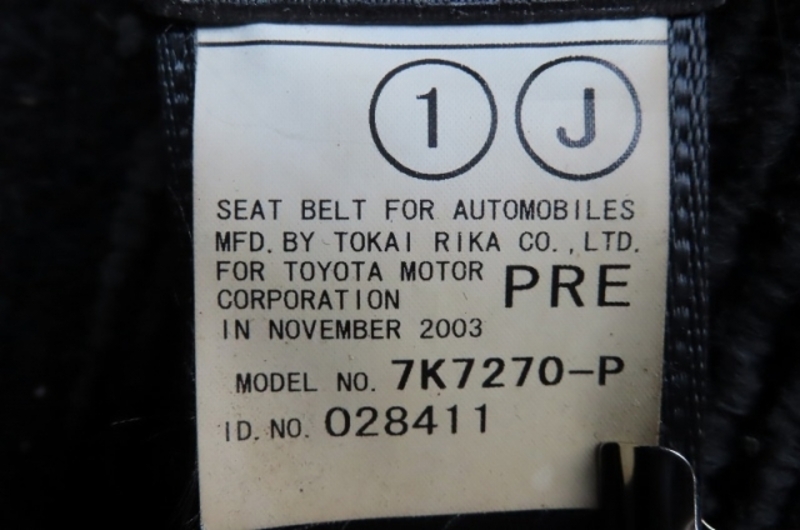 1 J
SEAT BELT FOR AUTOMOBILES
MFD. BY TOKAI RIKA CO., LTD.
FOR TOYOTA MOTOR
CORPORATION PRE
IN NOVEMBER 2003
MODEL NO. 7K7270-P
ID. NO. 028411